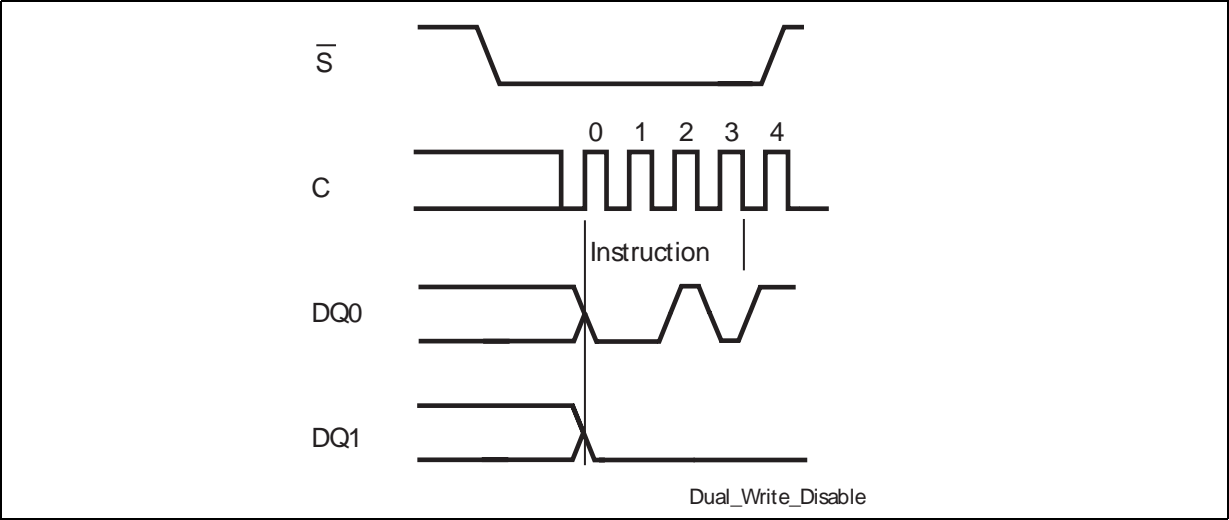 S̅
0 1 2 3 4
C
Instruction
DQ0
DQ1
Dual_Write_Disable